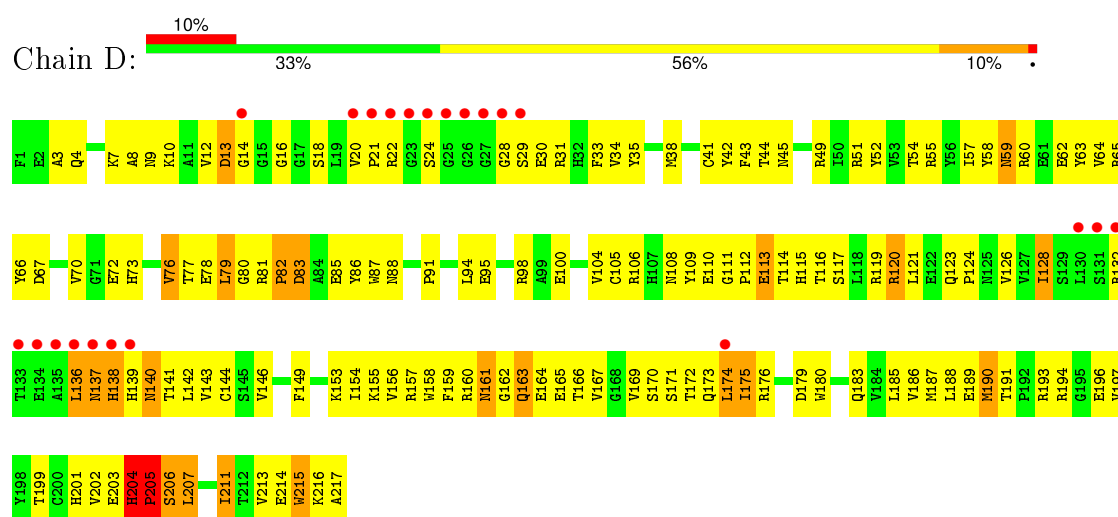 10%
Chain D:
33% 56% 10% •
F1 E2 A3 Q4 K7 A8 N9 K10 A11 V12 D13 G14 G15 G16 G17 S18 L19 V20 P21 R22 G23 S24 G25 G26 G27 G28 S29 E30 R31 H32 F33 V34 Y35 M38 C41 Y42 F43 T44 N45 R49 I50 R51 Y52 V53 T54 R55 Y56 I57 Y58 N59 R60 E61 E62 Y63 V64 R65
Y66 D67 V70 G71 E72 H73 V76 T77 E78 L79 G80 R81 P82 D83 A84 E85 Y86 W87 N88 P91 L94 E95 R98 A99 E100 V104 C105 R106 H107 N108 Y109 E110 G111 P112 E113 T114 H115 T116 S117 L118 R119 R120 L121 E122 Q123 P124 N125 V126 V127 I128 S129 L130 S131 R132
T133 E134 A135 L136 N137 H138 H139 N140 T141 L142 V143 C144 S145 V146 F149 K153 I154 K155 V156 R157 W158 F159 R160 N161 G162 Q163 E164 E165 T166 V167 G168 V169 S170 S171 T172 Q173 L174 I175 R176 D179 W180 Q183 V184 L185 V186 M187 L188 E189 M190 T191 P192 R193 R194 G195 E196 V197
Y198 T199 C200 H201 V202 E203 H204 P205 S206 L207 I211 T212 V213 E214 W215 K216 A217